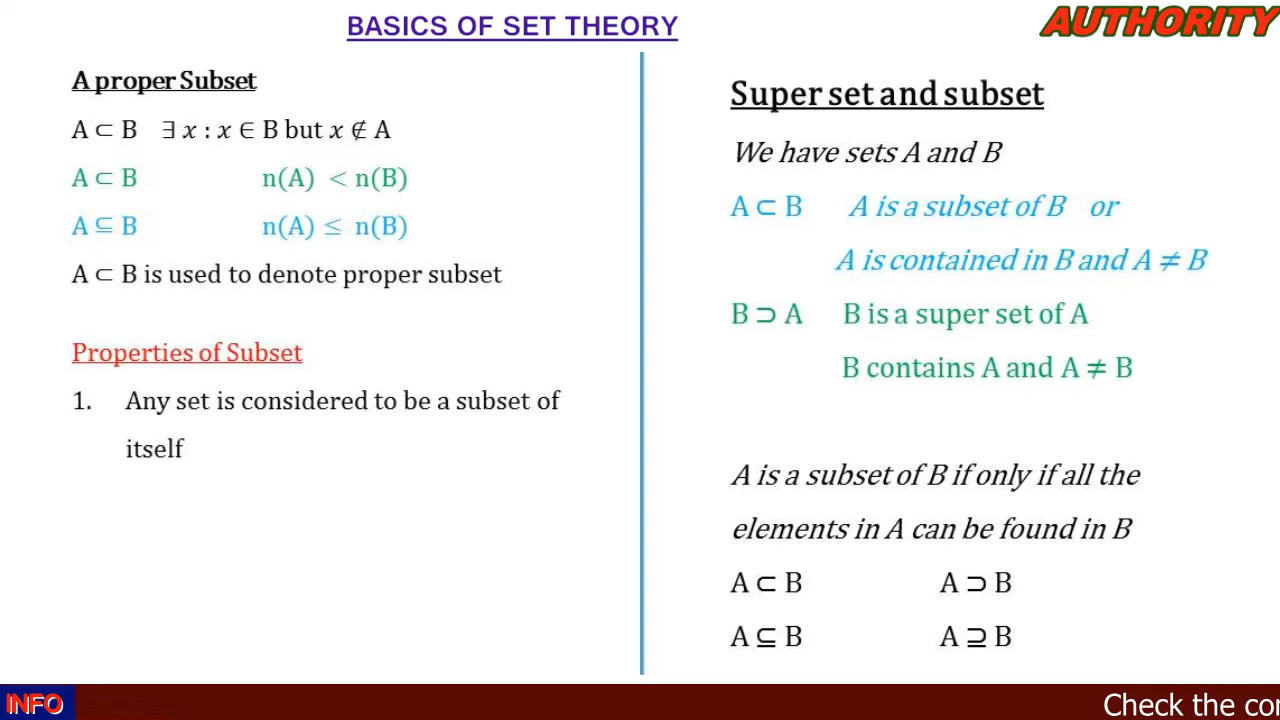 BASICS OF SET THEORY
AUTHORITY
A proper Subset
A ⊂ B ∃ x : x ∈ B but x ∉ A
A ⊂ B n(A) < n(B)
A ⊆ B n(A) ≤ n(B)
A ⊂ B is used to denote proper subset
Properties of Subset
1. Any set is considered to be a subset of
itself
Super set and subset
We have sets A and B
A ⊂ B A is a subset of B or
A is contained in B and A ≠ B
B ⊃ A B is a super set of A
B contains A and A ≠ B
A is a subset of B if only if all the
elements in A can be found in B
A ⊂ B A ⊃ B
A ⊆ B A ⊇ B
INFO
Check the